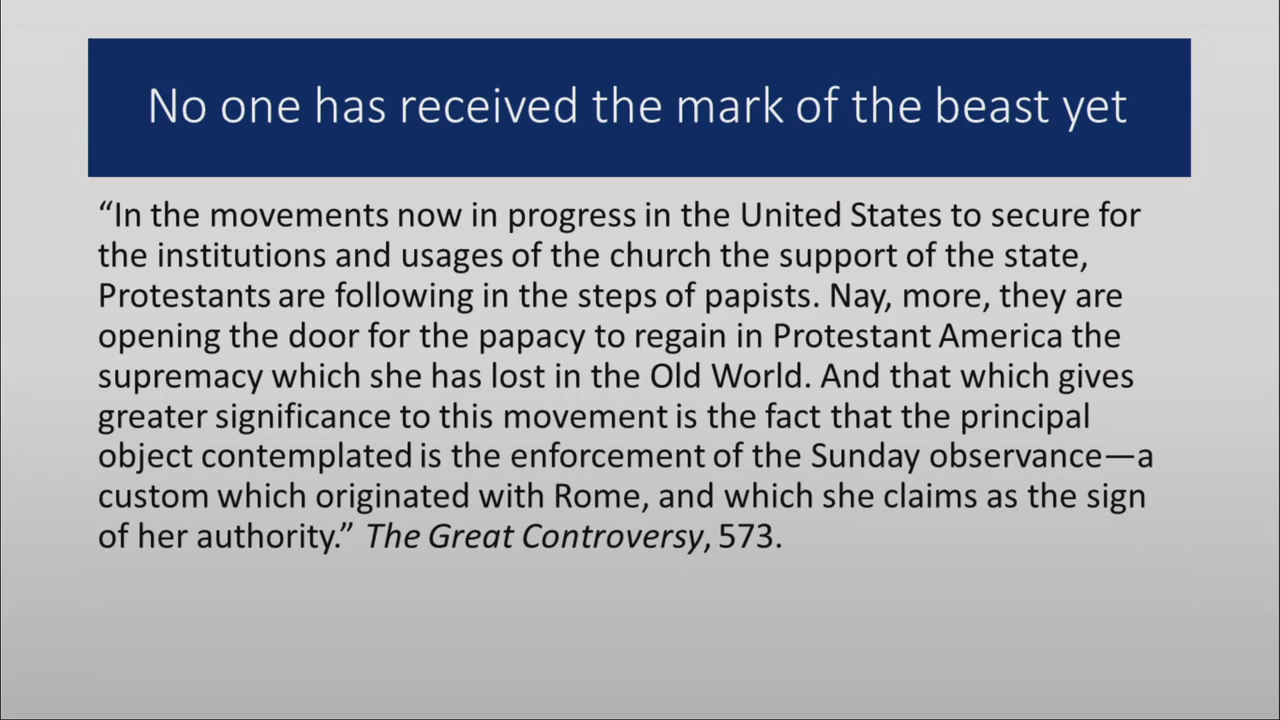 No one has received the mark of the beast yet
“In the movements now in progress in the United States to secure for
the institutions and usages of the church the support of the state,
Protestants are following in the steps of papists. Nay, more, they are
opening the door for the papacy to regain in Protestant America the
supremacy which she has lost in the Old World. And that which gives
greater significance to this movement is the fact that the principal
object contemplated is the enforcement of the Sunday observance—a
custom which originated with Rome, and which she claims as the sign
of her authority.” The Great Controversy, 573.